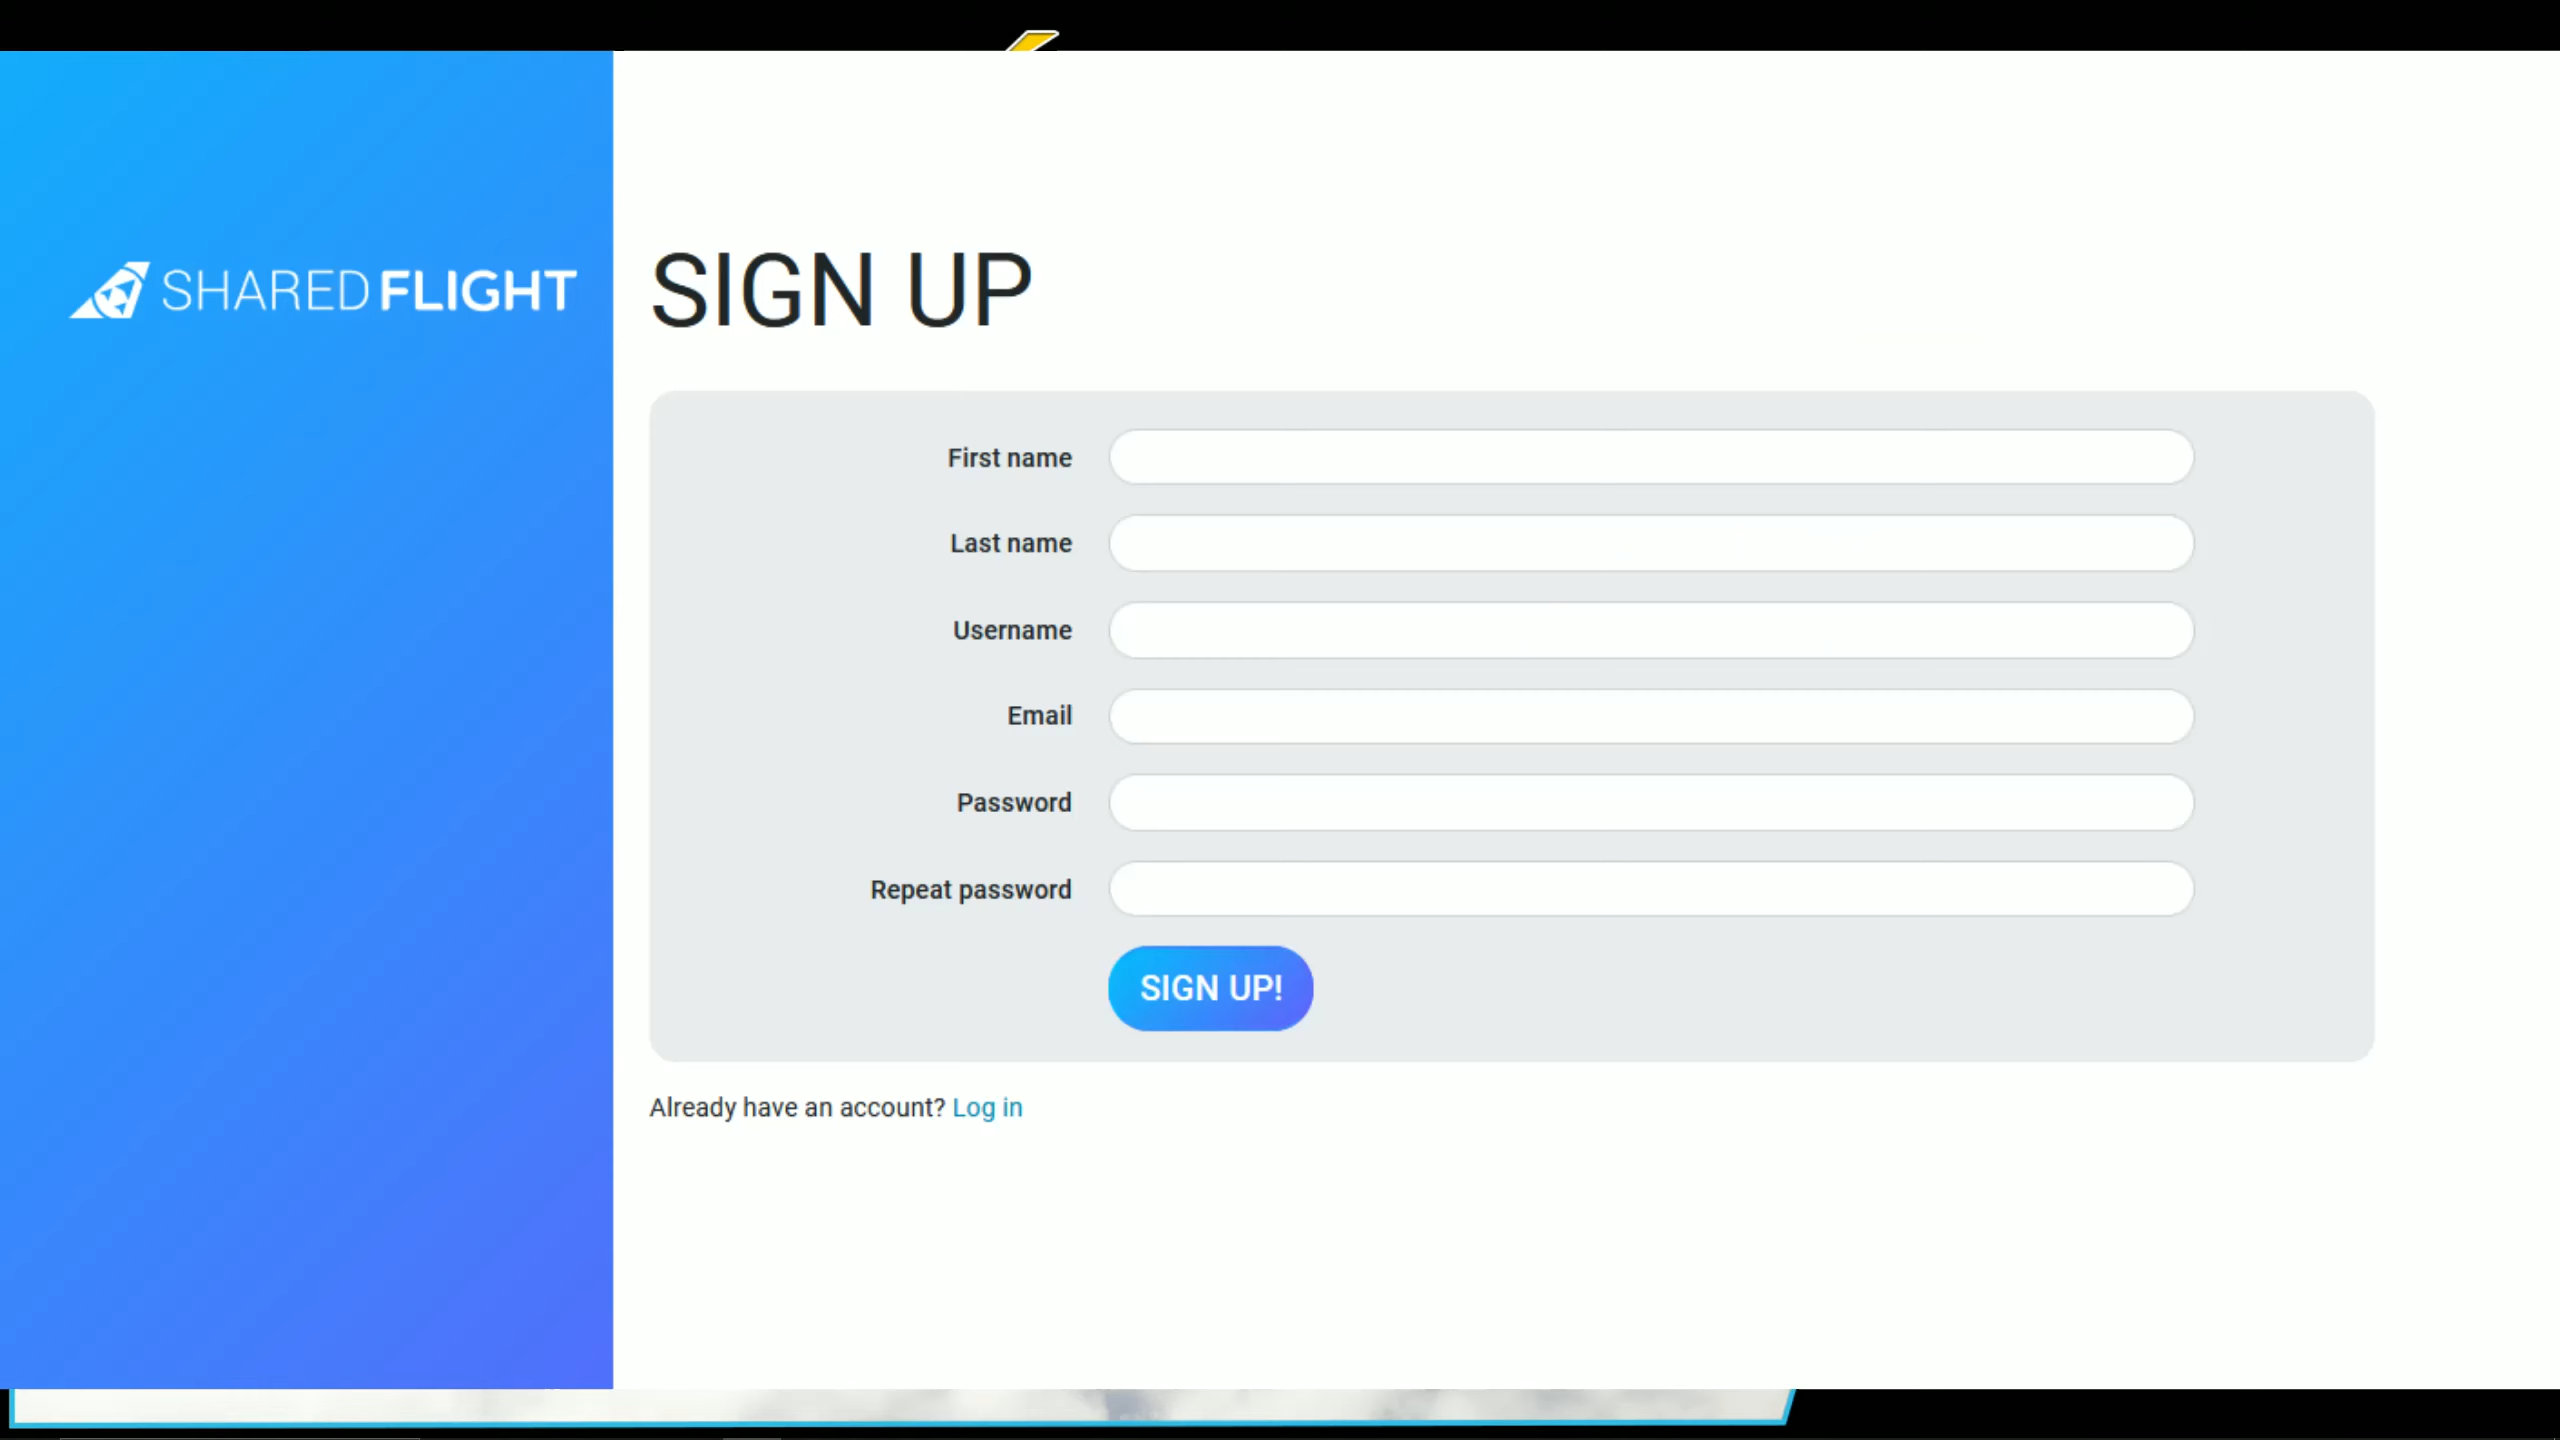 SHAREDFLIGHT
SIGN UP
First name
Last name
Username
Email
Password
Repeat password
SIGN UP!
Already have an account? Log in